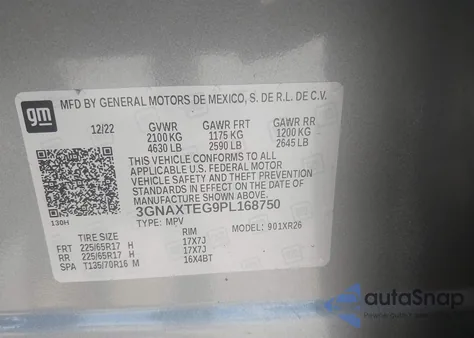 gm
MFD BY GENERAL MOTORS DE MEXICO, S. DE R.L. DE C.V.
12/22 GVWR GAWR FRT GAWR RR
2100 KG 1175 KG 1200 KG
4630 LB 2590 LB 2645 LB
THIS VEHICLE CONFORMS TO ALL
APPLICABLE U.S. FEDERAL MOTOR
VEHICLE SAFETY AND THEFT
PREVENTION STANDARDS IN
EFFECT ON THE DATE OF
MANUFACTURE SHOWN ABOVE.
130H 3GNAXTEG9PL168750
TYPE: MPV MODEL: 901XR26
TIRE SIZE RIM
FRT 225/65R17 H 17X7J
RR 225/65R17 H 17X7J
SPA T135/70R16 M 16X4BT
autoSnap